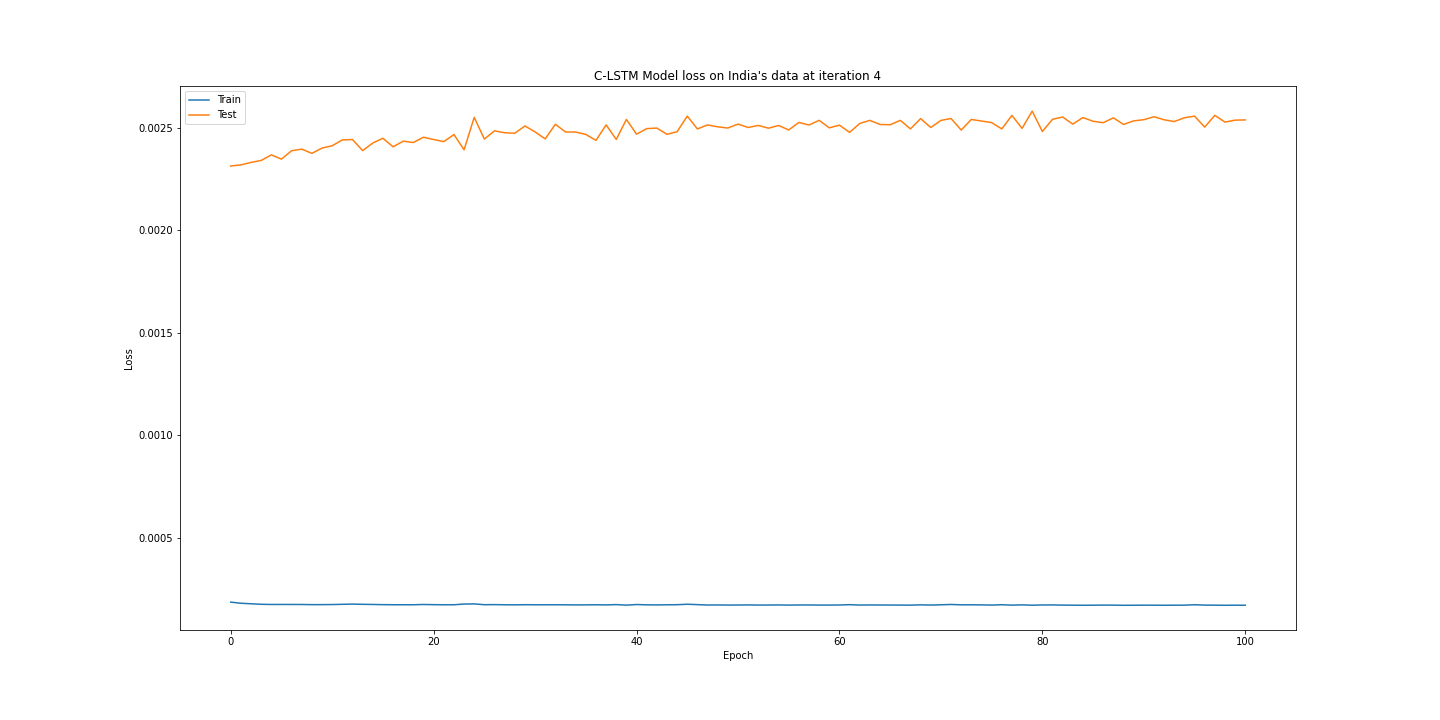 C-LSTM Model loss on India's data at iteration 4
Train
Test
0.0025
0.0020
0.0015
0.0010
0.0005
Loss
0 20 40 60 80 100
Epoch